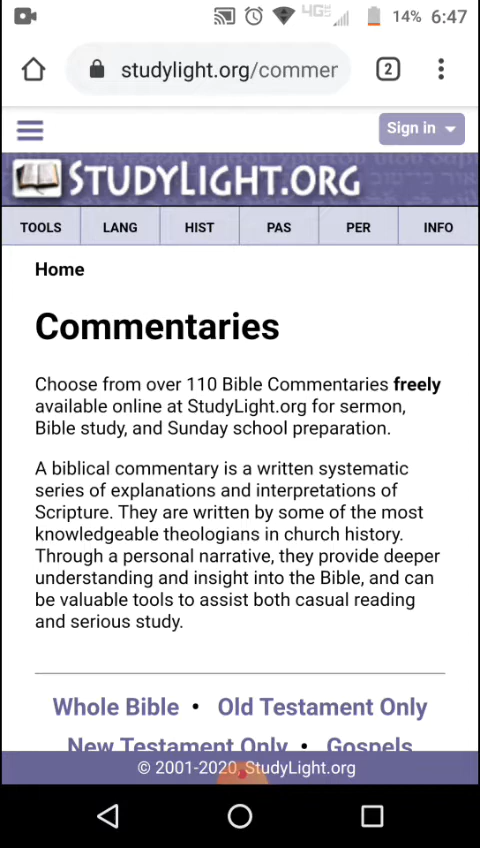 4G 14% 6:47
studylight.org/commer 2
Sign in
STUDYLIGHT.ORG
TOOLS LANG HIST PAS PER INFO
Home
Commentaries
Choose from over 110 Bible Commentaries freely
available online at StudyLight.org for sermon,
Bible study, and Sunday school preparation.
A biblical commentary is a written systematic
series of explanations and interpretations of
Scripture. They are written by some of the most
knowledgeable theologians in church history.
Through a personal narrative, they provide deeper
understanding and insight into the Bible, and can
be valuable tools to assist both casual reading
and serious study.
Whole Bible • Old Testament Only
New Testament Only • Gospels
© 2001-2020, StudyLight.org